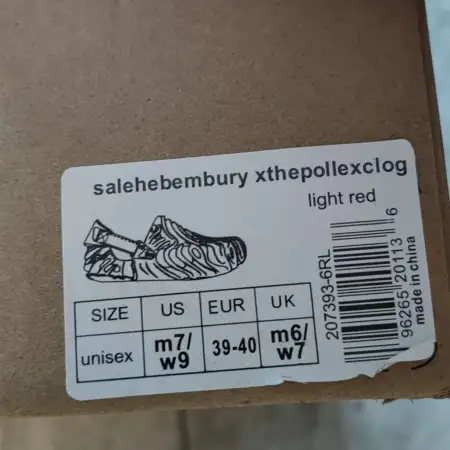 salehebembury xthepollexclog
light red
SIZE US EUR UK
unisex m7/w9 39-40 m6/w7
207393-6RL
96265 20113 6
made in china